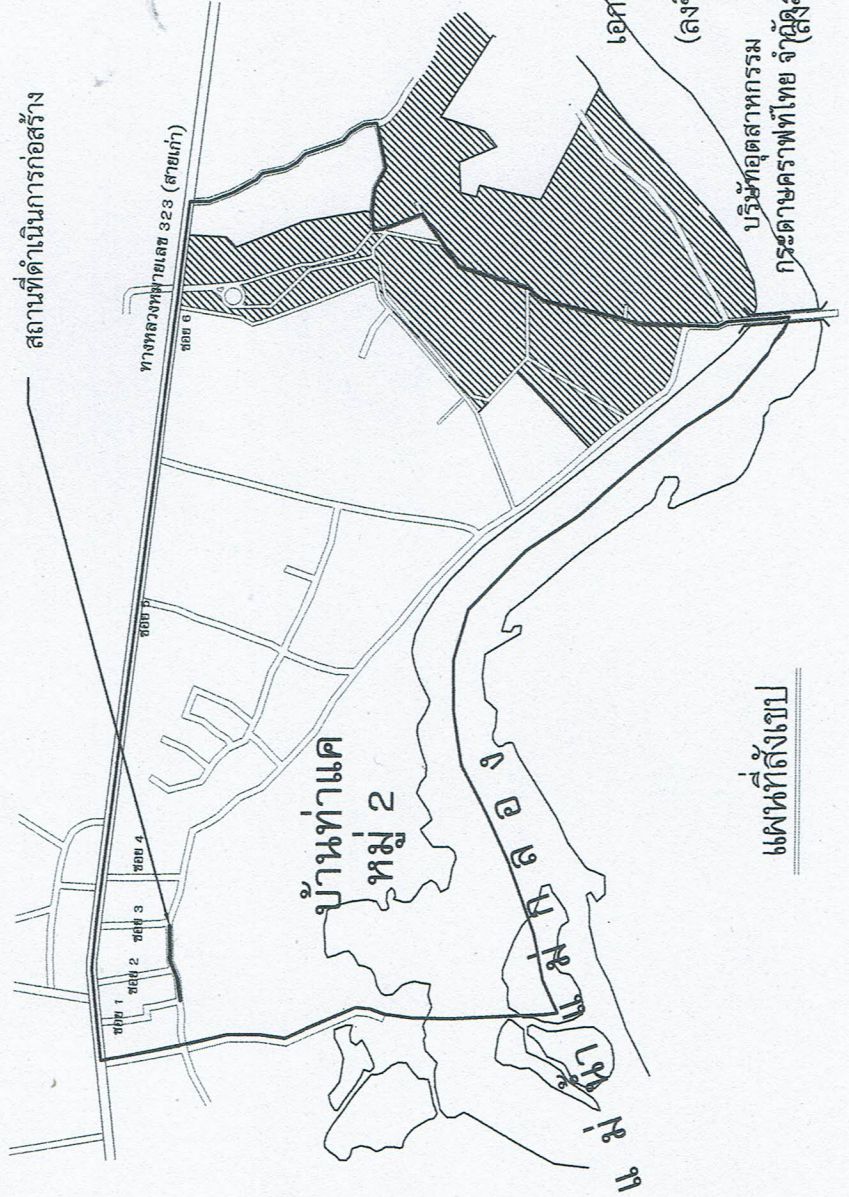 สถานที่ดำเนินการก่อสร้าง
ทางหลวงหมายเลข 323 (สายเก่า)
ซอย 1
ซอย 2
ซอย 3
ซอย 4
ซอย 5
ซอย 6
บ้านท่าแค
หมู่ 2
แม่น้ำแม่กลอง
แผนที่สังเขป
บริษัทอุตสาหกรรม
กระดาษคราฟท์ไทย จำกัด